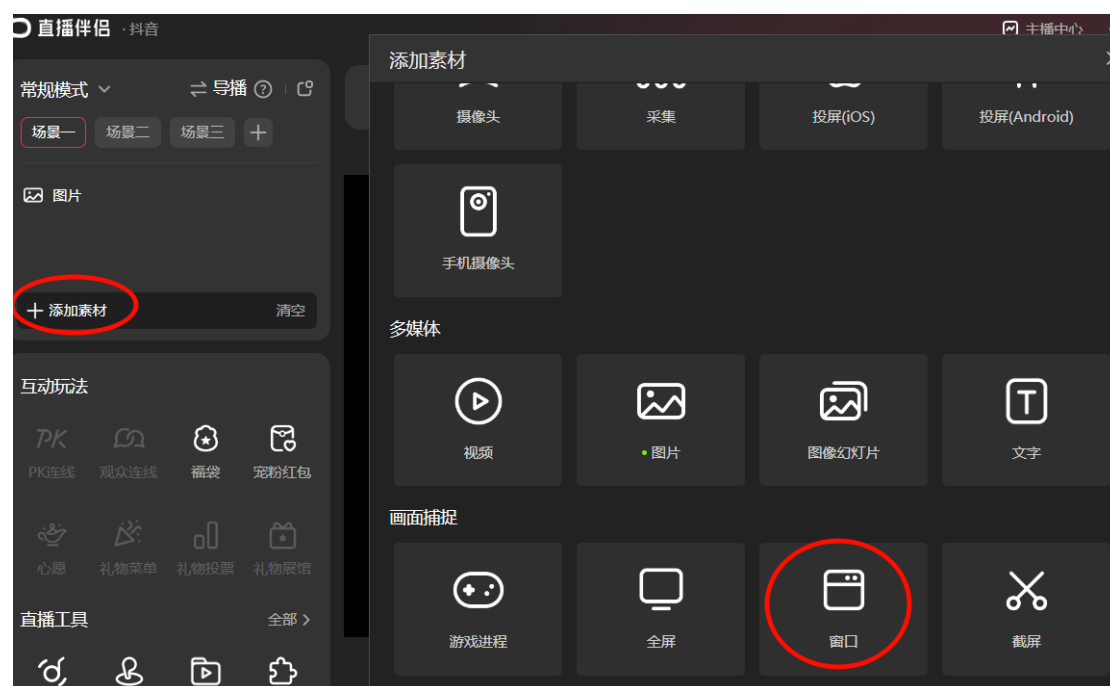 直播伴侣 · 抖音
主播中心
常规模式 导播
场景一 场景二 场景三
图片
添加素材 清空
互动玩法
PK
PK连线 观众连线 福袋 宠粉红包
心愿 礼物菜单 礼物投票 礼物展馆
直播工具 全部
添加素材
摄像头 采集 投屏(iOS) 投屏(Android)
手机摄像头
多媒体
T
视频 图片 图像幻灯片 文字
画面捕捉
游戏进程 全屏 窗口 截屏